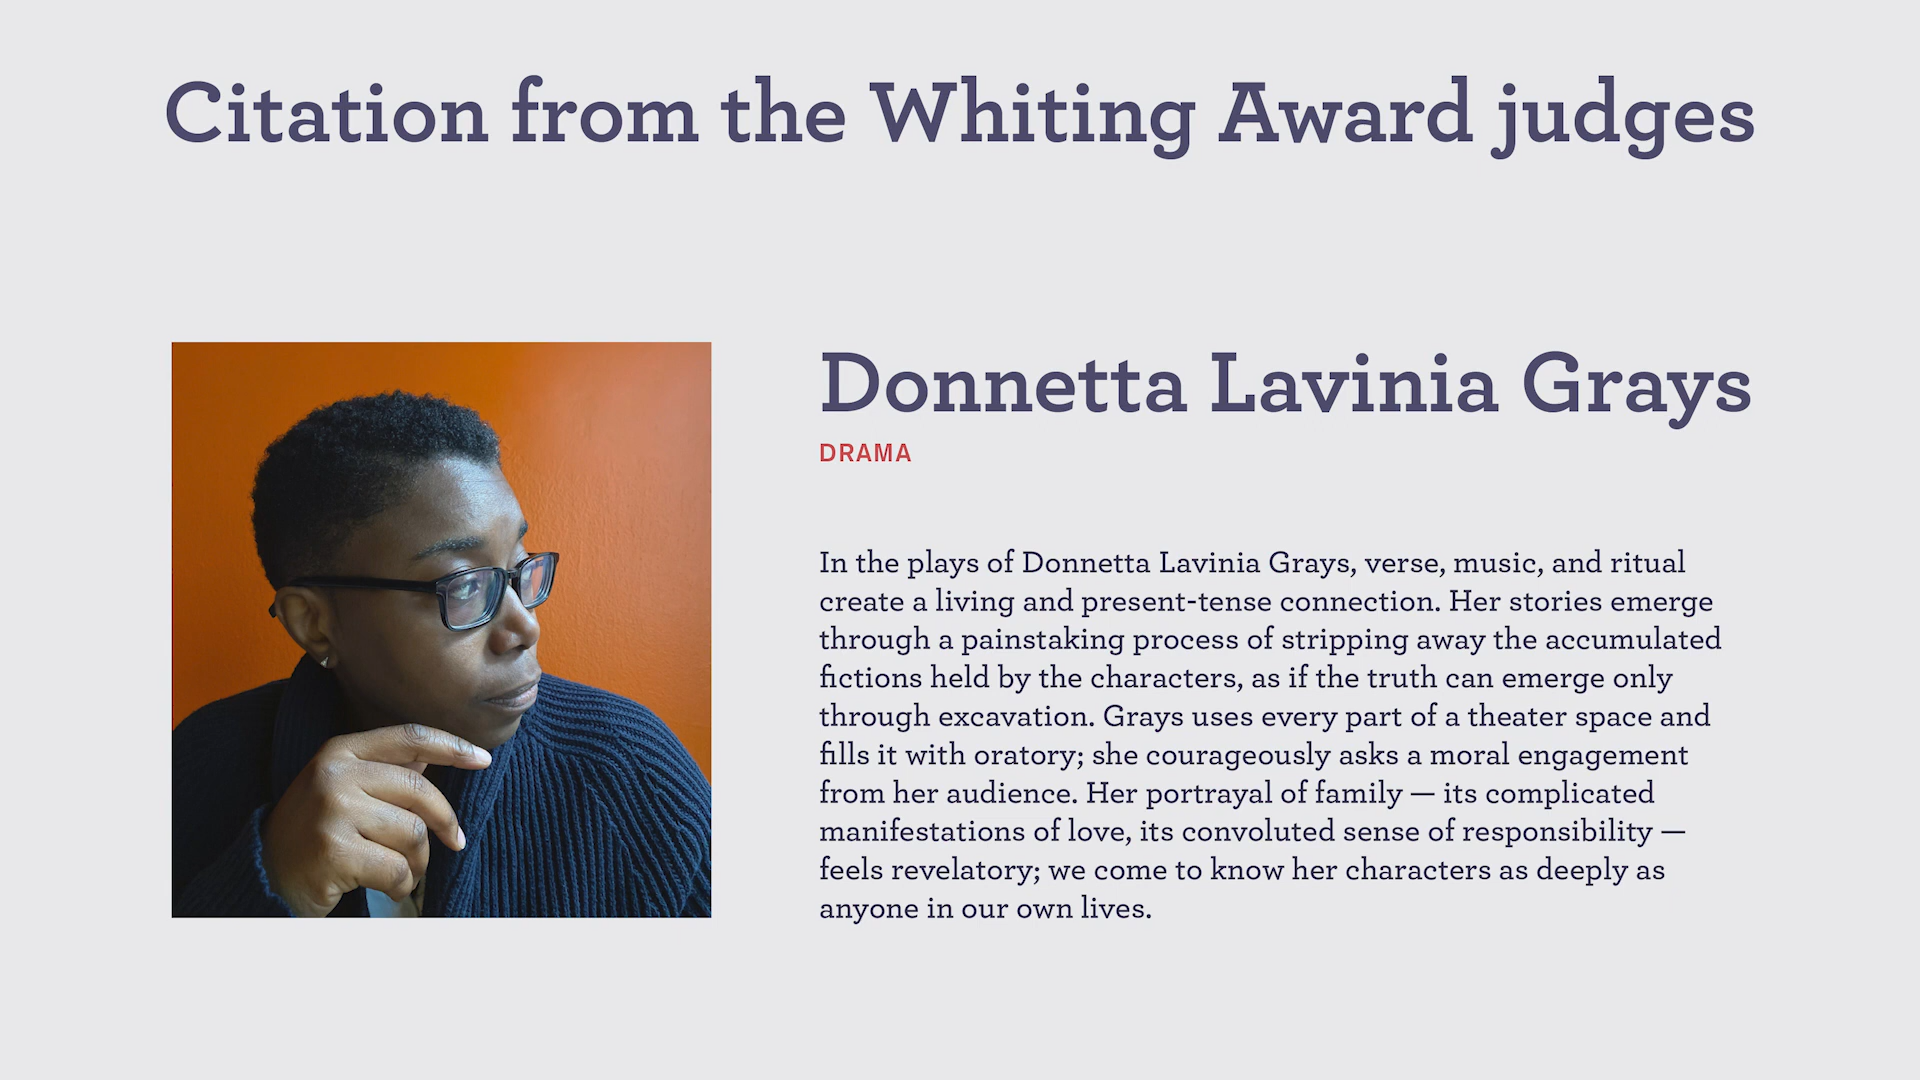 Citation from the Whiting Award judges
Donnetta Lavinia Grays
DRAMA
In the plays of Donnetta Lavinia Grays, verse, music, and ritual
create a living and present-tense connection. Her stories emerge
through a painstaking process of stripping away the accumulated
fictions held by the characters, as if the truth can emerge only
through excavation. Grays uses every part of a theater space and
fills it with oratory; she courageously asks a moral engagement
from her audience. Her portrayal of family — its complicated
manifestations of love, its convoluted sense of responsibility —
feels revelatory; we come to know her characters as deeply as
anyone in our own lives.